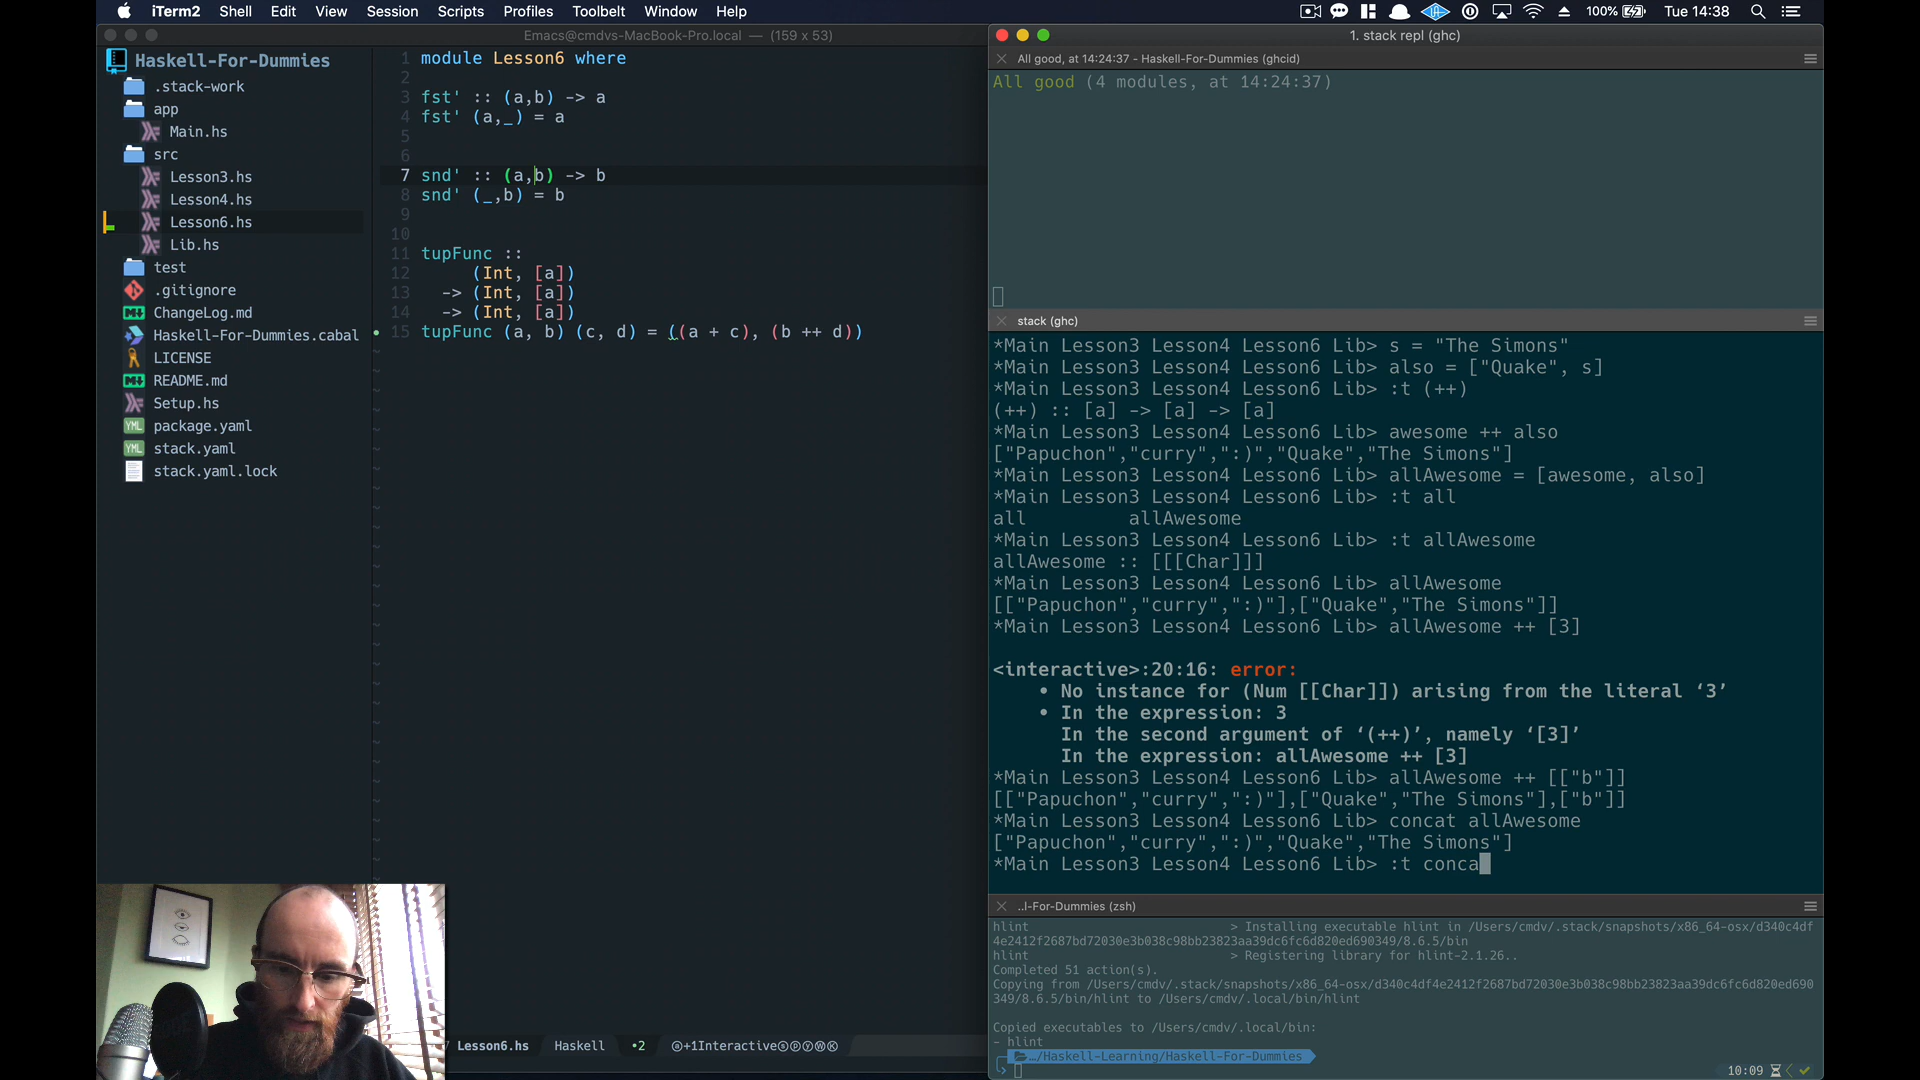 iTerm2 Shell Edit View Session Scripts Profiles Toolbelt Window Help
100% Tue 14:38
Emacs@cmdvs-MacBook-Pro.local — (159 x 53)
Haskell-For-Dummies
.stack-work
app
Main.hs
src
Lesson3.hs
Lesson4.hs
Lesson6.hs
Lib.hs
test
.gitignore
ChangeLog.md
Haskell-For-Dummies.cabal
LICENSE
README.md
Setup.hs
package.yaml
stack.yaml
stack.yaml.lock
1 module Lesson6 where
2
3 fst' :: (a,b) -> a
4 fst' (a,_) = a
5
6
7 snd' :: (a,b) -> b
8 snd' (_,b) = b
9
10
11 tupFunc ::
12 (Int, [a])
13 -> (Int, [a])
14 -> (Int, [a])
15 tupFunc (a, b) (c, d) = ((a + c), (b ++ d))
Lesson6.hs Haskell •2 @+1Interactive
1. stack repl (ghc)
All good, at 14:24:37 - Haskell-For-Dummies (ghcid)
All good (4 modules, at 14:24:37)
stack (ghc)
*Main Lesson3 Lesson4 Lesson6 Lib> s = "The Simons"
*Main Lesson3 Lesson4 Lesson6 Lib> also = ["Quake", s]
*Main Lesson3 Lesson4 Lesson6 Lib> :t (++)
(++) :: [a] -> [a] -> [a]
*Main Lesson3 Lesson4 Lesson6 Lib> awesome ++ also
["Papuchon","curry",":)","Quake","The Simons"]
*Main Lesson3 Lesson4 Lesson6 Lib> allAwesome = [awesome, also]
*Main Lesson3 Lesson4 Lesson6 Lib> :t all
all allAwesome
*Main Lesson3 Lesson4 Lesson6 Lib> :t allAwesome
allAwesome :: [[[Char]]]
*Main Lesson3 Lesson4 Lesson6 Lib> allAwesome
[["Papuchon","curry",":)"],["Quake","The Simons"]]
*Main Lesson3 Lesson4 Lesson6 Lib> allAwesome ++ [3]
<interactive>:20:16: error:
• No instance for (Num [[Char]]) arising from the literal ‘3’
• In the expression: 3
In the second argument of ‘(++)’, namely ‘[3]’
In the expression: allAwesome ++ [3]
*Main Lesson3 Lesson4 Lesson6 Lib> allAwesome ++ [["b"]]
[["Papuchon","curry",":)"],["Quake","The Simons"],["b"]]
*Main Lesson3 Lesson4 Lesson6 Lib> concat allAwesome
["Papuchon","curry",":)","Quake","The Simons"]
*Main Lesson3 Lesson4 Lesson6 Lib> :t conca
..l-For-Dummies (zsh)
hlint > Installing executable hlint in /Users/cmdv/.stack/snapshots/x86_64-osx/d340c4df
4e2412f2687bd72030e3b038c98bb23823aa39dc6fc6d820ed690349/8.6.5/bin
hlint > Registering library for hlint-2.1.26..
Completed 51 action(s).
Copying from /Users/cmdv/.stack/snapshots/x86_64-osx/d340c4df4e2412f2687bd72030e3b038c98bb23823aa39dc6fc6d820ed690
349/8.6.5/bin/hlint to /Users/cmdv/.local/bin/hlint
Copied executables to /Users/cmdv/.local/bin:
- hlint
…/Haskell-Learning/Haskell-For-Dummies
10:09